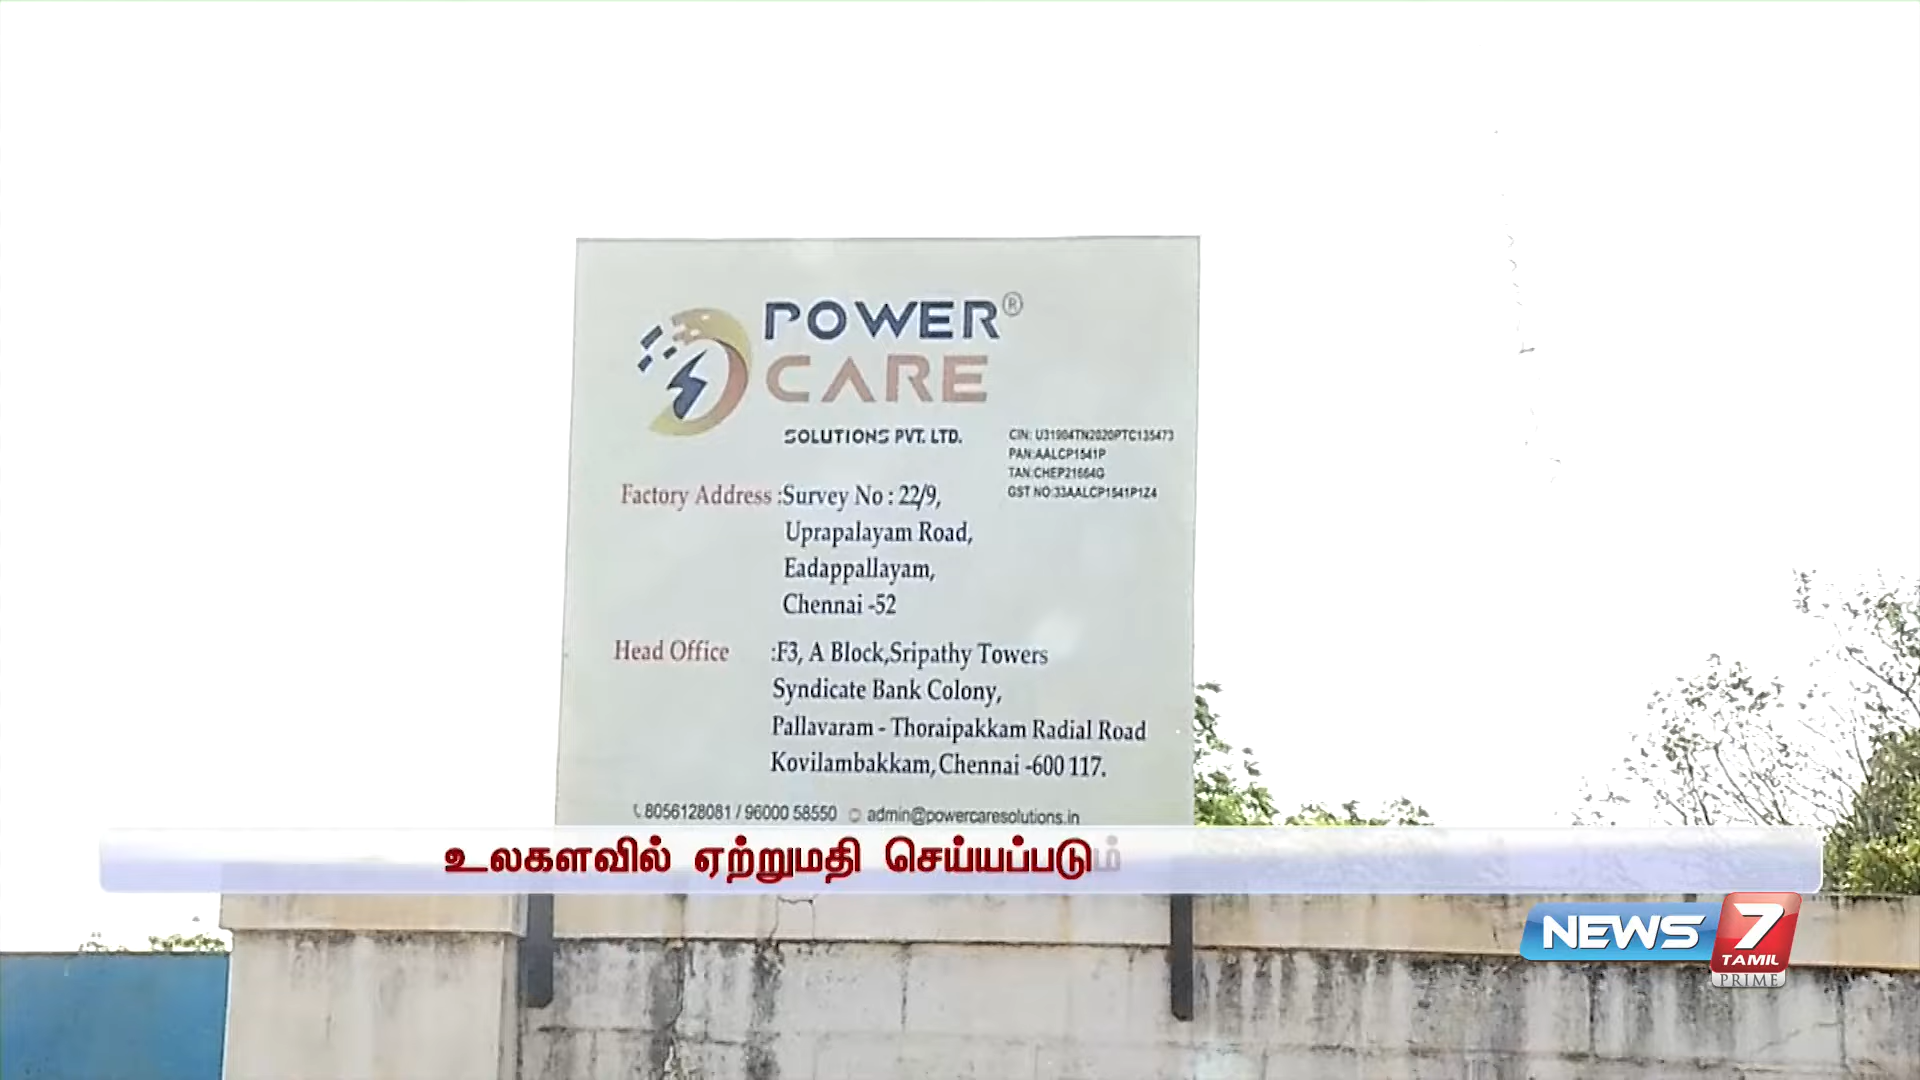 POWER®
CARE
SOLUTIONS PVT. LTD.
CIN: U31904TN2020PTC135473
PAN:AALCP1541P
TAN:CHEP21664G
GST NO:33AALCP1541P1Z4
Factory Address :Survey No : 22/9,
Uprapalayam Road,
Eadappallayam,
Chennai -52
Head Office :F3, A Block,Sripathy Towers
Syndicate Bank Colony,
Pallavaram - Thoraipakkam Radial Road
Kovilambakkam, Chennai -600 117.
8056128081 / 96000 58550 admin@powercaresolutions.in
உலகளவில் ஏற்றுமதி செய்யப்படும்
NEWS 7
TAMIL
PRIME